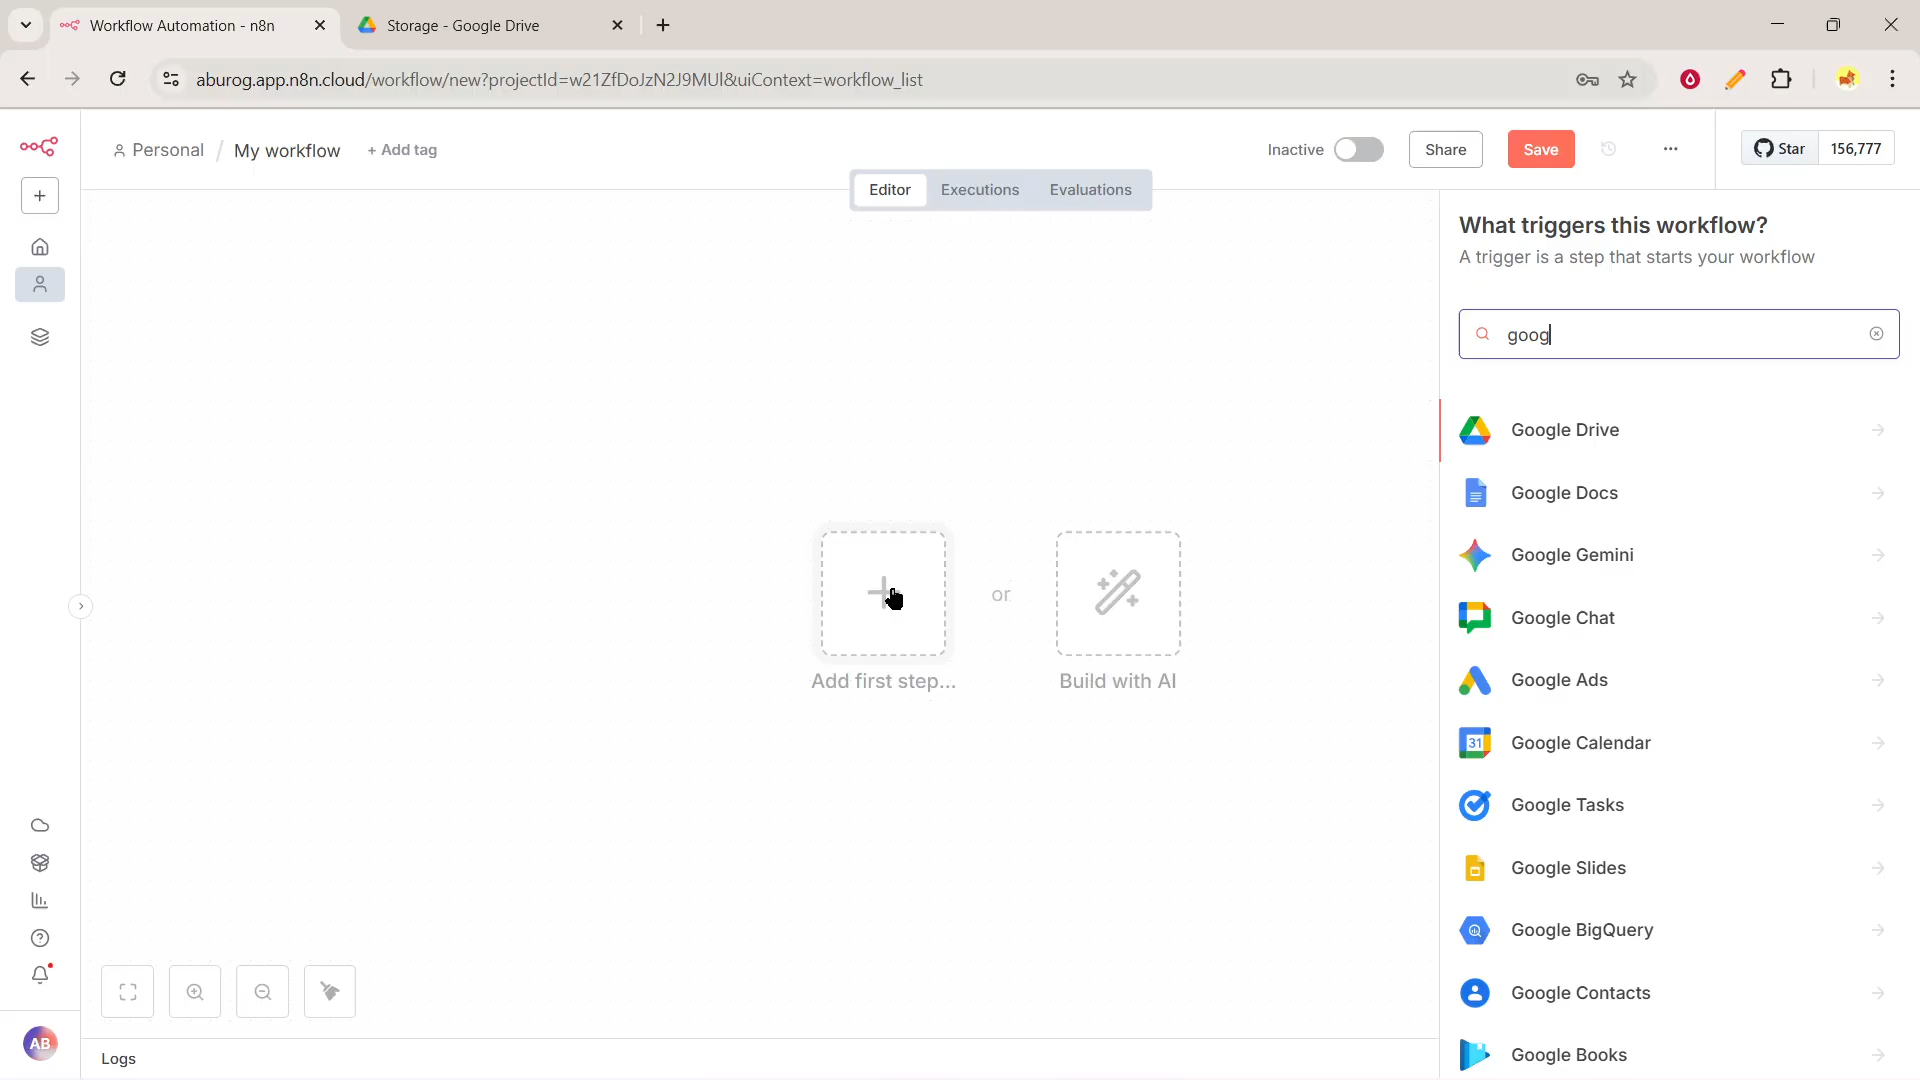 Workflow Automation - n8n
Storage - Google Drive
aburog.app.n8n.cloud/workflow/new?projectId=w21ZfDoJzN2J9MUl&uiContext=workflow_list
Personal / My workflow + Add tag
Inactive Share Save Star 156,777
Editor Executions Evaluations
What triggers this workflow?
A trigger is a step that starts your workflow
goog
Google Drive
Google Docs
Google Gemini
Google Chat
Google Ads
31 Google Calendar
Google Tasks
Google Slides
Google BigQuery
Google Contacts
Google Books
or
Add first step...
Build with AI
AB
Logs